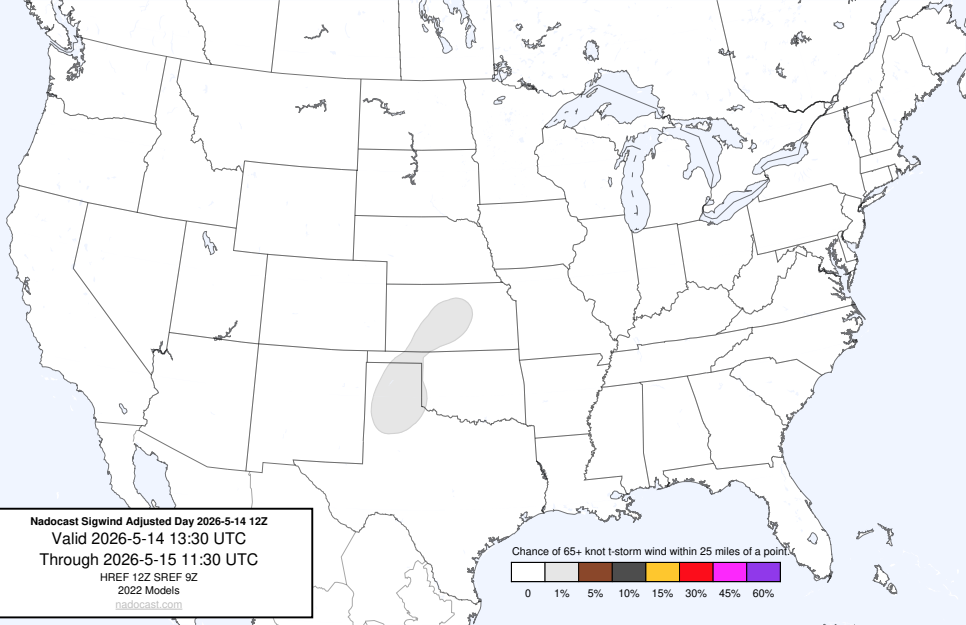 Nadocast Sigwind Adjusted Day 2026-5-14 12Z
Valid 2026-5-14 13:30 UTC
Through 2026-5-15 11:30 UTC
HREF 12Z SREF 9Z
2022 Models
nadocast.com
Chance of 65+ knot t-storm wind within 25 miles of a point.
0 1% 5% 10% 15% 30% 45% 60%